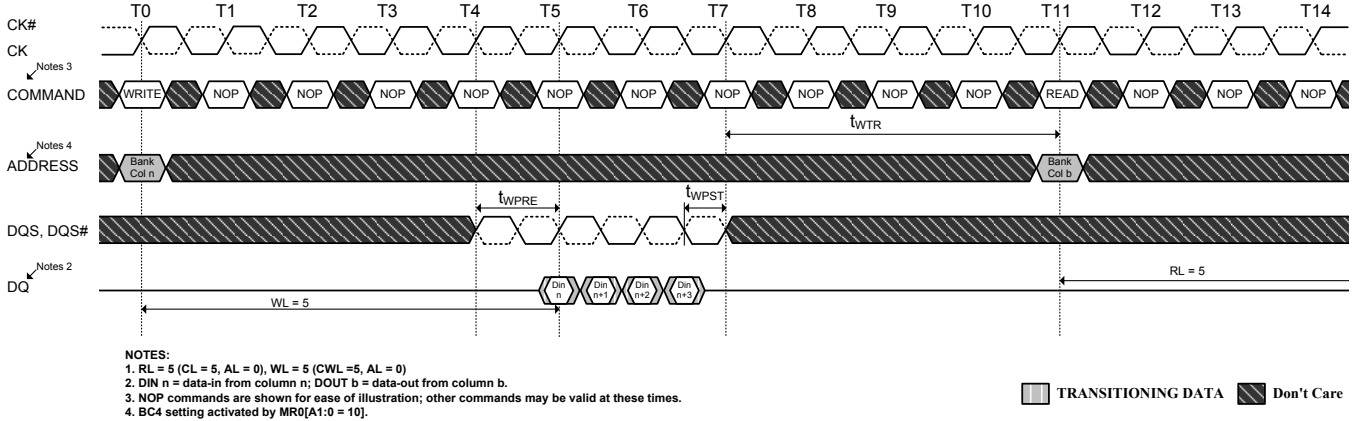 T0 T1 T2 T3 T4 T5 T6 T7 T8 T9 T10 T11 T12 T13 T14
CK#
CK
Notes 3
COMMAND WRITE NOP NOP NOP NOP NOP NOP NOP NOP NOP NOP READ NOP NOP NOP
tWTR
Notes 4
ADDRESS
Bank
Col n
Bank
Col b
tWPRE
tWPST
DQS, DQS#
Notes 2
DQ
Din
n
Din
n+1
Din
n+2
Din
n+3
RL = 5
WL = 5
NOTES:
1. RL = 5 (CL = 5, AL = 0), WL = 5 (CWL =5, AL = 0)
2. DIN n = data-in from column n; DOUT b = data-out from column b.
3. NOP commands are shown for ease of illustration; other commands may be valid at these times.
4. BC4 setting activated by MR0[A1:0 = 10].
TRANSITIONING DATA Don't Care